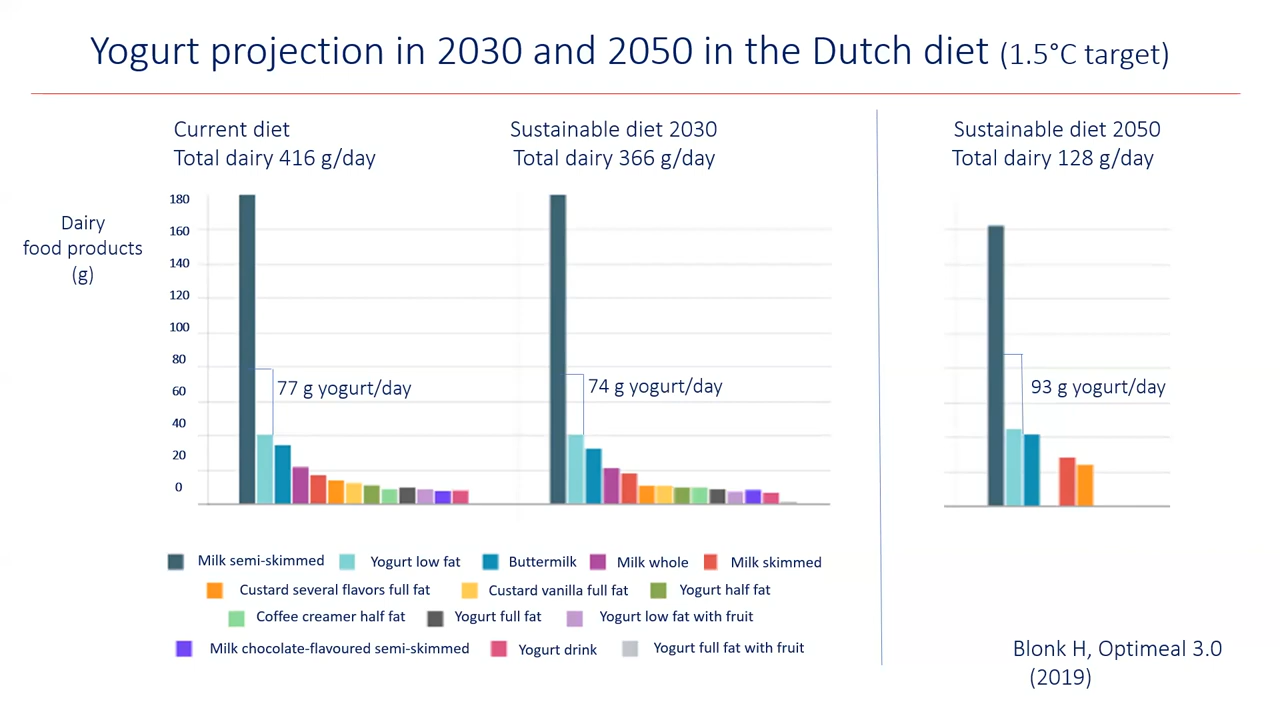 Yogurt projection in 2030 and 2050 in the Dutch diet (1.5°C target)
Current diet
Total dairy 416 g/day
Sustainable diet 2030
Total dairy 366 g/day
Sustainable diet 2050
Total dairy 128 g/day
Dairy
food products
(g)
180
160
140
120
100
80
60
40
20
0
77 g yogurt/day
74 g yogurt/day
93 g yogurt/day
Milk semi-skimmed
Yogurt low fat
Buttermilk
Milk whole
Milk skimmed
Custard several flavors full fat
Custard vanilla full fat
Yogurt half fat
Coffee creamer half fat
Yogurt full fat
Yogurt low fat with fruit
Milk chocolate-flavoured semi-skimmed
Yogurt drink
Yogurt full fat with fruit
Blonk H, Optimeal 3.0
(2019)